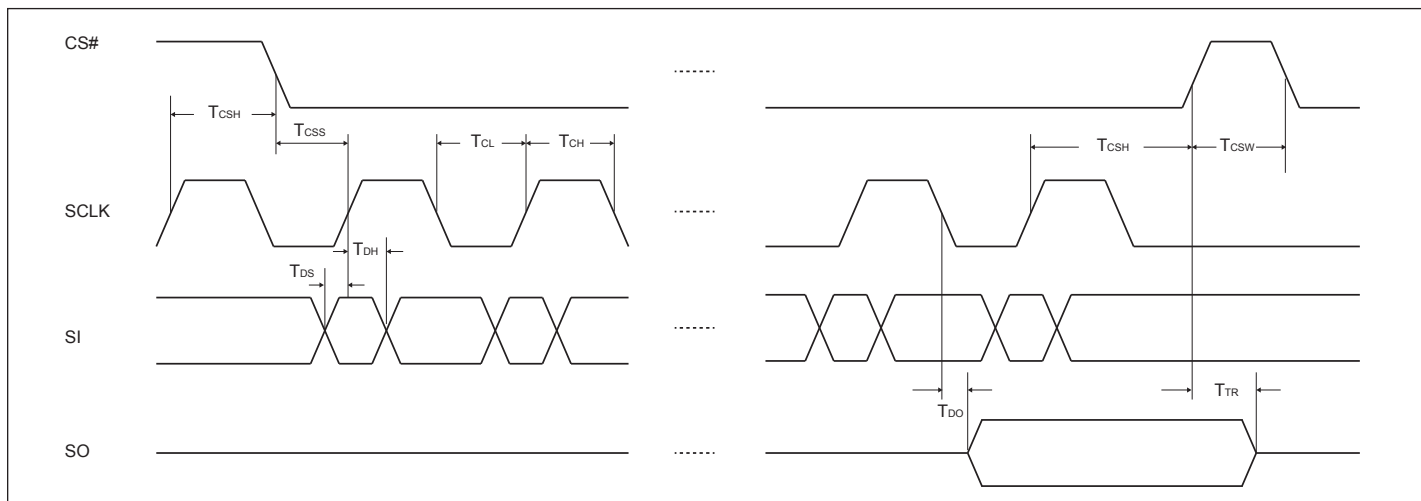 CS#
TCSH
TCSS
TCL
TCH
TCSH
TCSW
SCLK
TDH
TDS
SI
TDO
TTR
SO